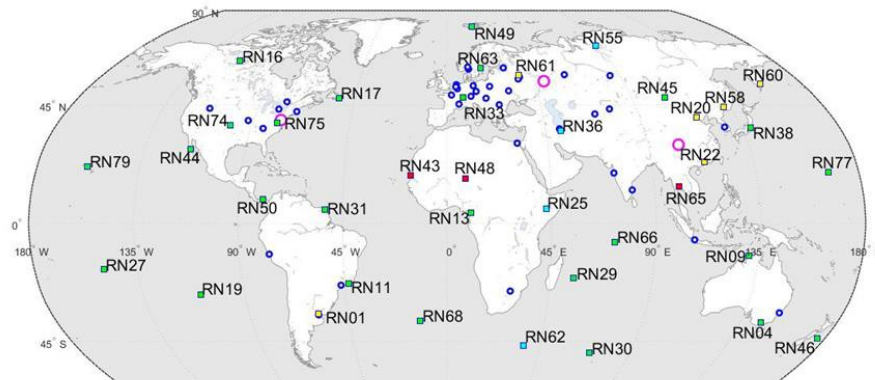 90° N
RN49
RN55
RN16
RN63
RN61
RN60
RN17
RN45
RN58
45° N
RN33
RN20
RN74
RN75
RN36
RN38
RN44
RN22
RN79
RN43
RN48
RN77
RN65
RN50
RN31
RN13
RN25
0°
RN66
180° W
135° W
90° W
45° W
0°
45° E
90 E
RN09
135° E
180° E
RN27
RN29
RN19
RN11
RN01
RN68
RN04
45° S
RN62
RN30
RN46